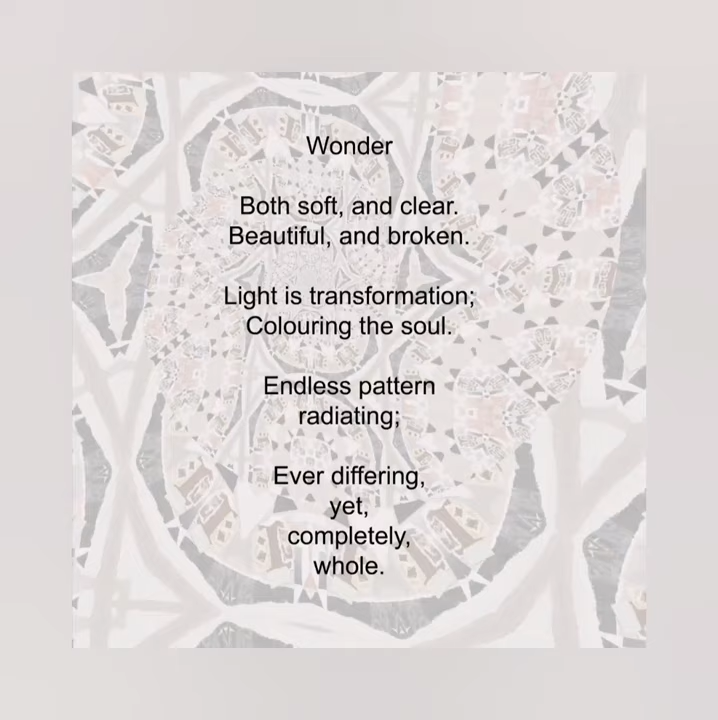 Wonder
Both soft, and clear.
Beautiful, and broken.
Light is transformation;
Colouring the soul.
Endless pattern
radiating;
Ever differing,
yet,
completely,
whole.